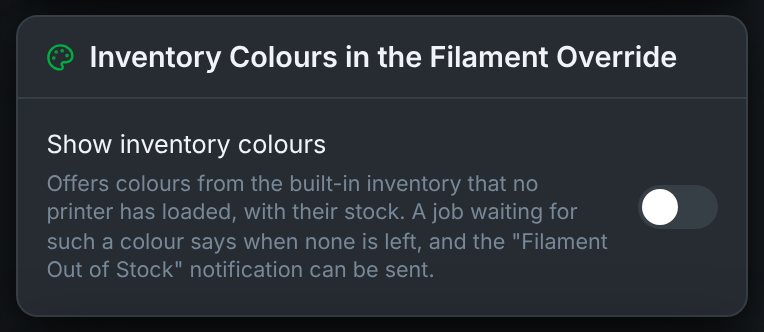 Inventory Colours in the Filament Override
Show inventory colours
Offers colours from the built-in inventory that no
printer has loaded, with their stock. A job waiting for
such a colour says when none is left, and the "Filament
Out of Stock" notification can be sent.